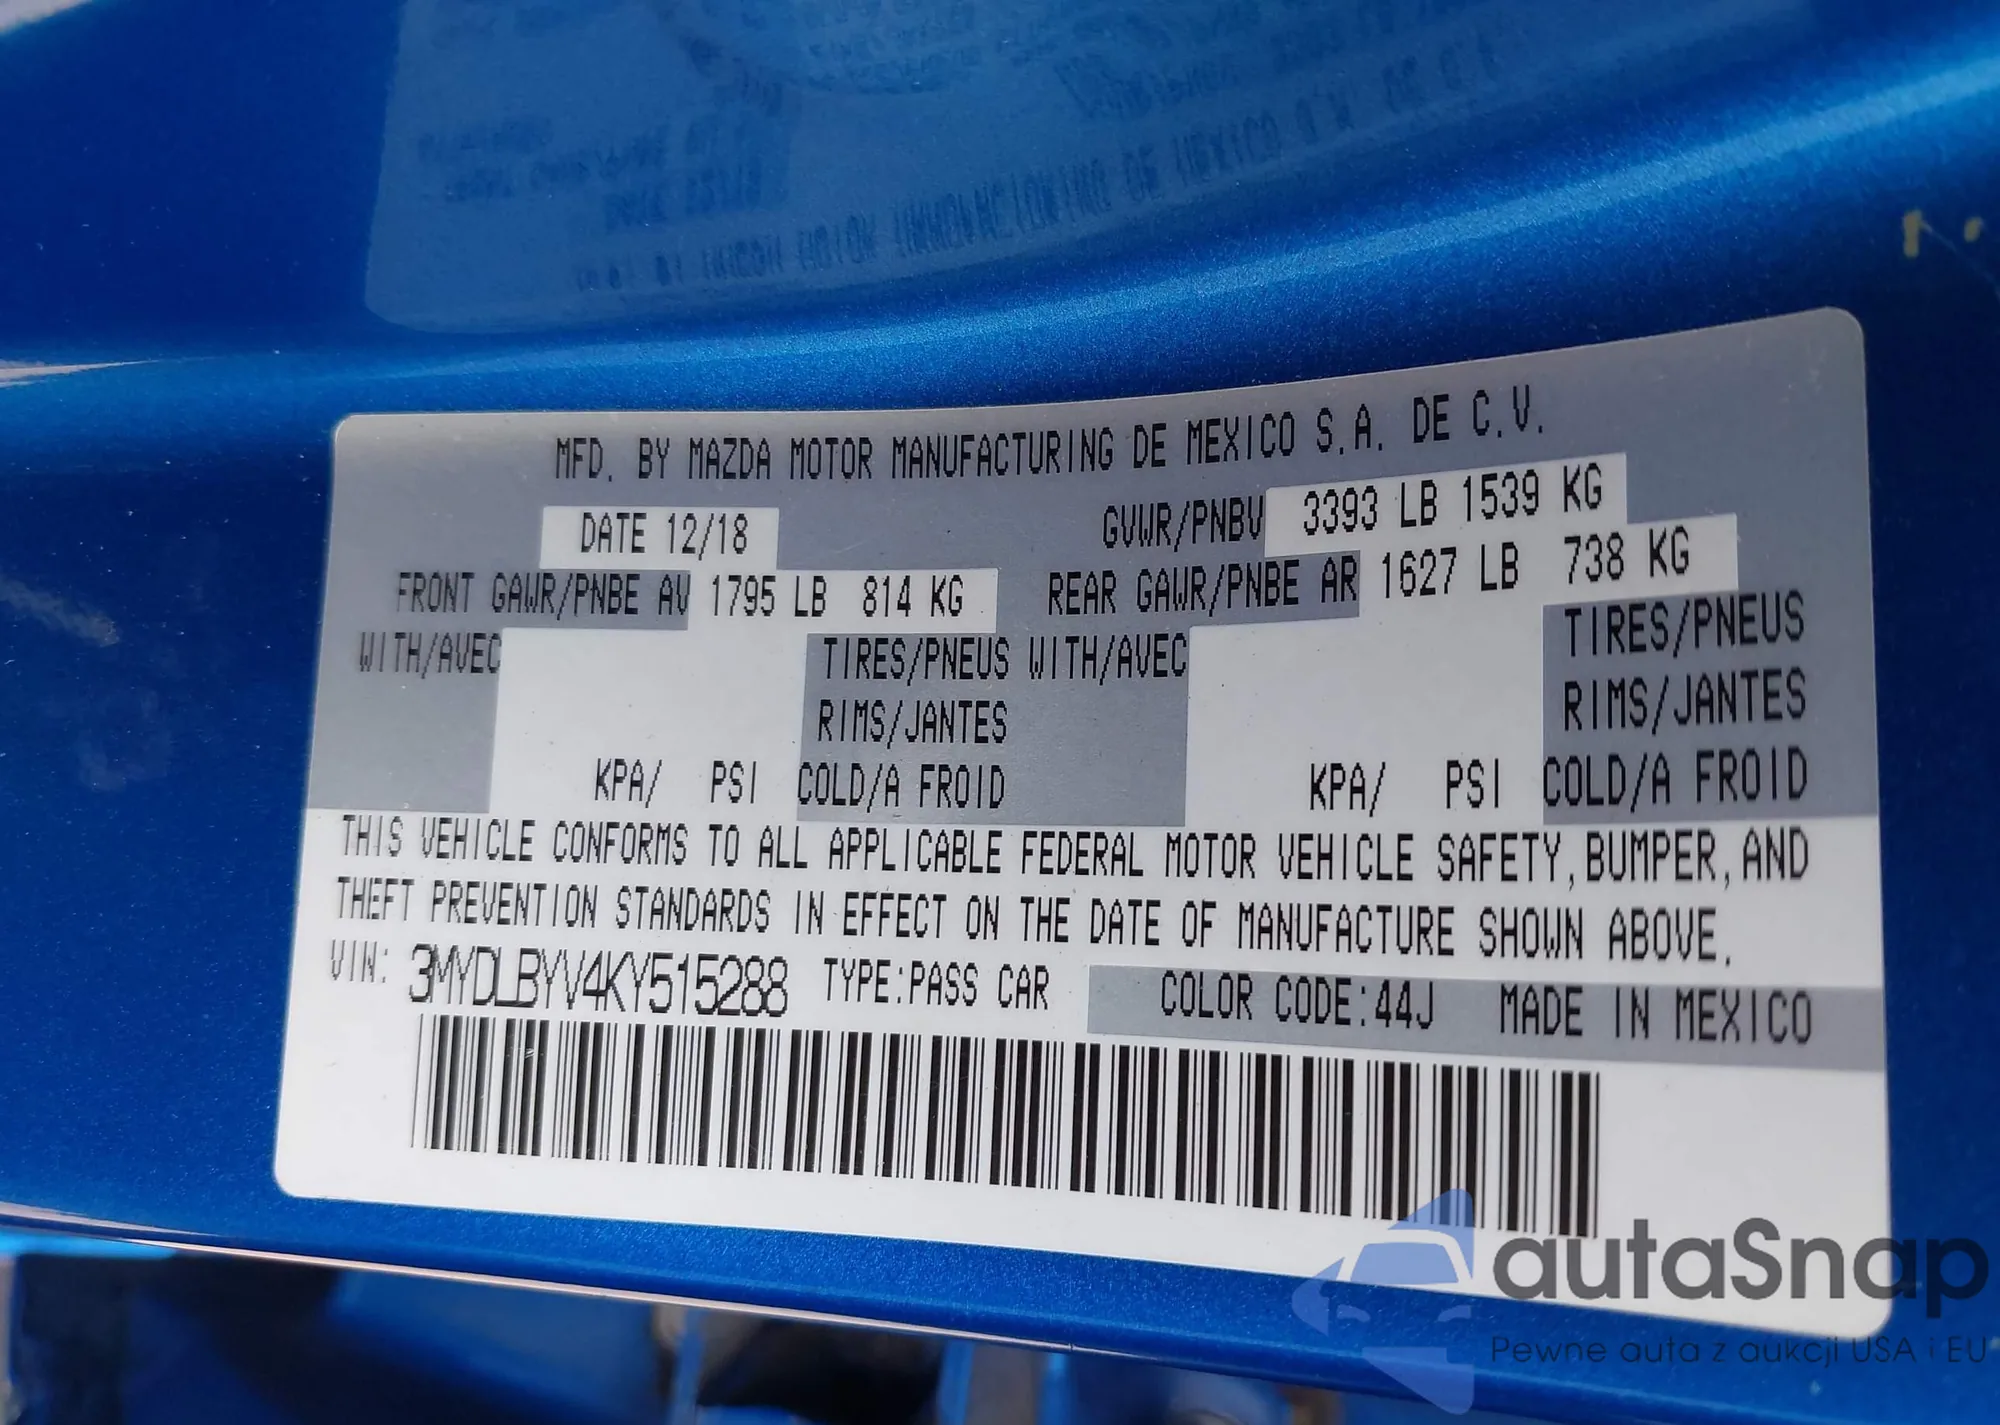 MFD. BY MAZDA MOTOR MANUFACTURING DE MEXICO S.A. DE C.V.
DATE 12/18 GVWR/PNBV 3393 LB 1539 KG
FRONT GAWR/PNBE AV 1795 LB 814 KG REAR GAWR/PNBE AR 1627 LB 738 KG
WITH/AVEC TIRES/PNEUS WITH/AVEC TIRES/PNEUS
RIMS/JANTES RIMS/JANTES
KPA/ PSI COLD/A FROID KPA/ PSI COLD/A FROID
THIS VEHICLE CONFORMS TO ALL APPLICABLE FEDERAL MOTOR VEHICLE SAFETY, BUMPER, AND
THEFT PREVENTION STANDARDS IN EFFECT ON THE DATE OF MANUFACTURE SHOWN ABOVE.
VIN: 3MYDLBYV4KY515288 TYPE:PASS CAR COLOR CODE:44J MADE IN MEXICO
autaSnap
Pewne auta z aukcji USA i EU